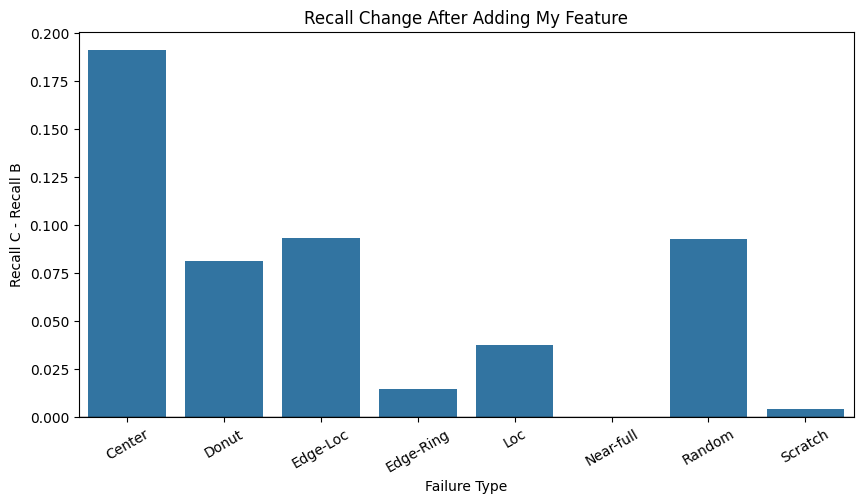 Recall Change After Adding My Feature
Recall C - Recall B
0.200
0.175
0.150
0.125
0.100
0.075
0.050
0.025
0.000
Center
Donut
Edge-Loc
Edge-Ring
Loc
Near-full
Random
Scratch
Failure Type